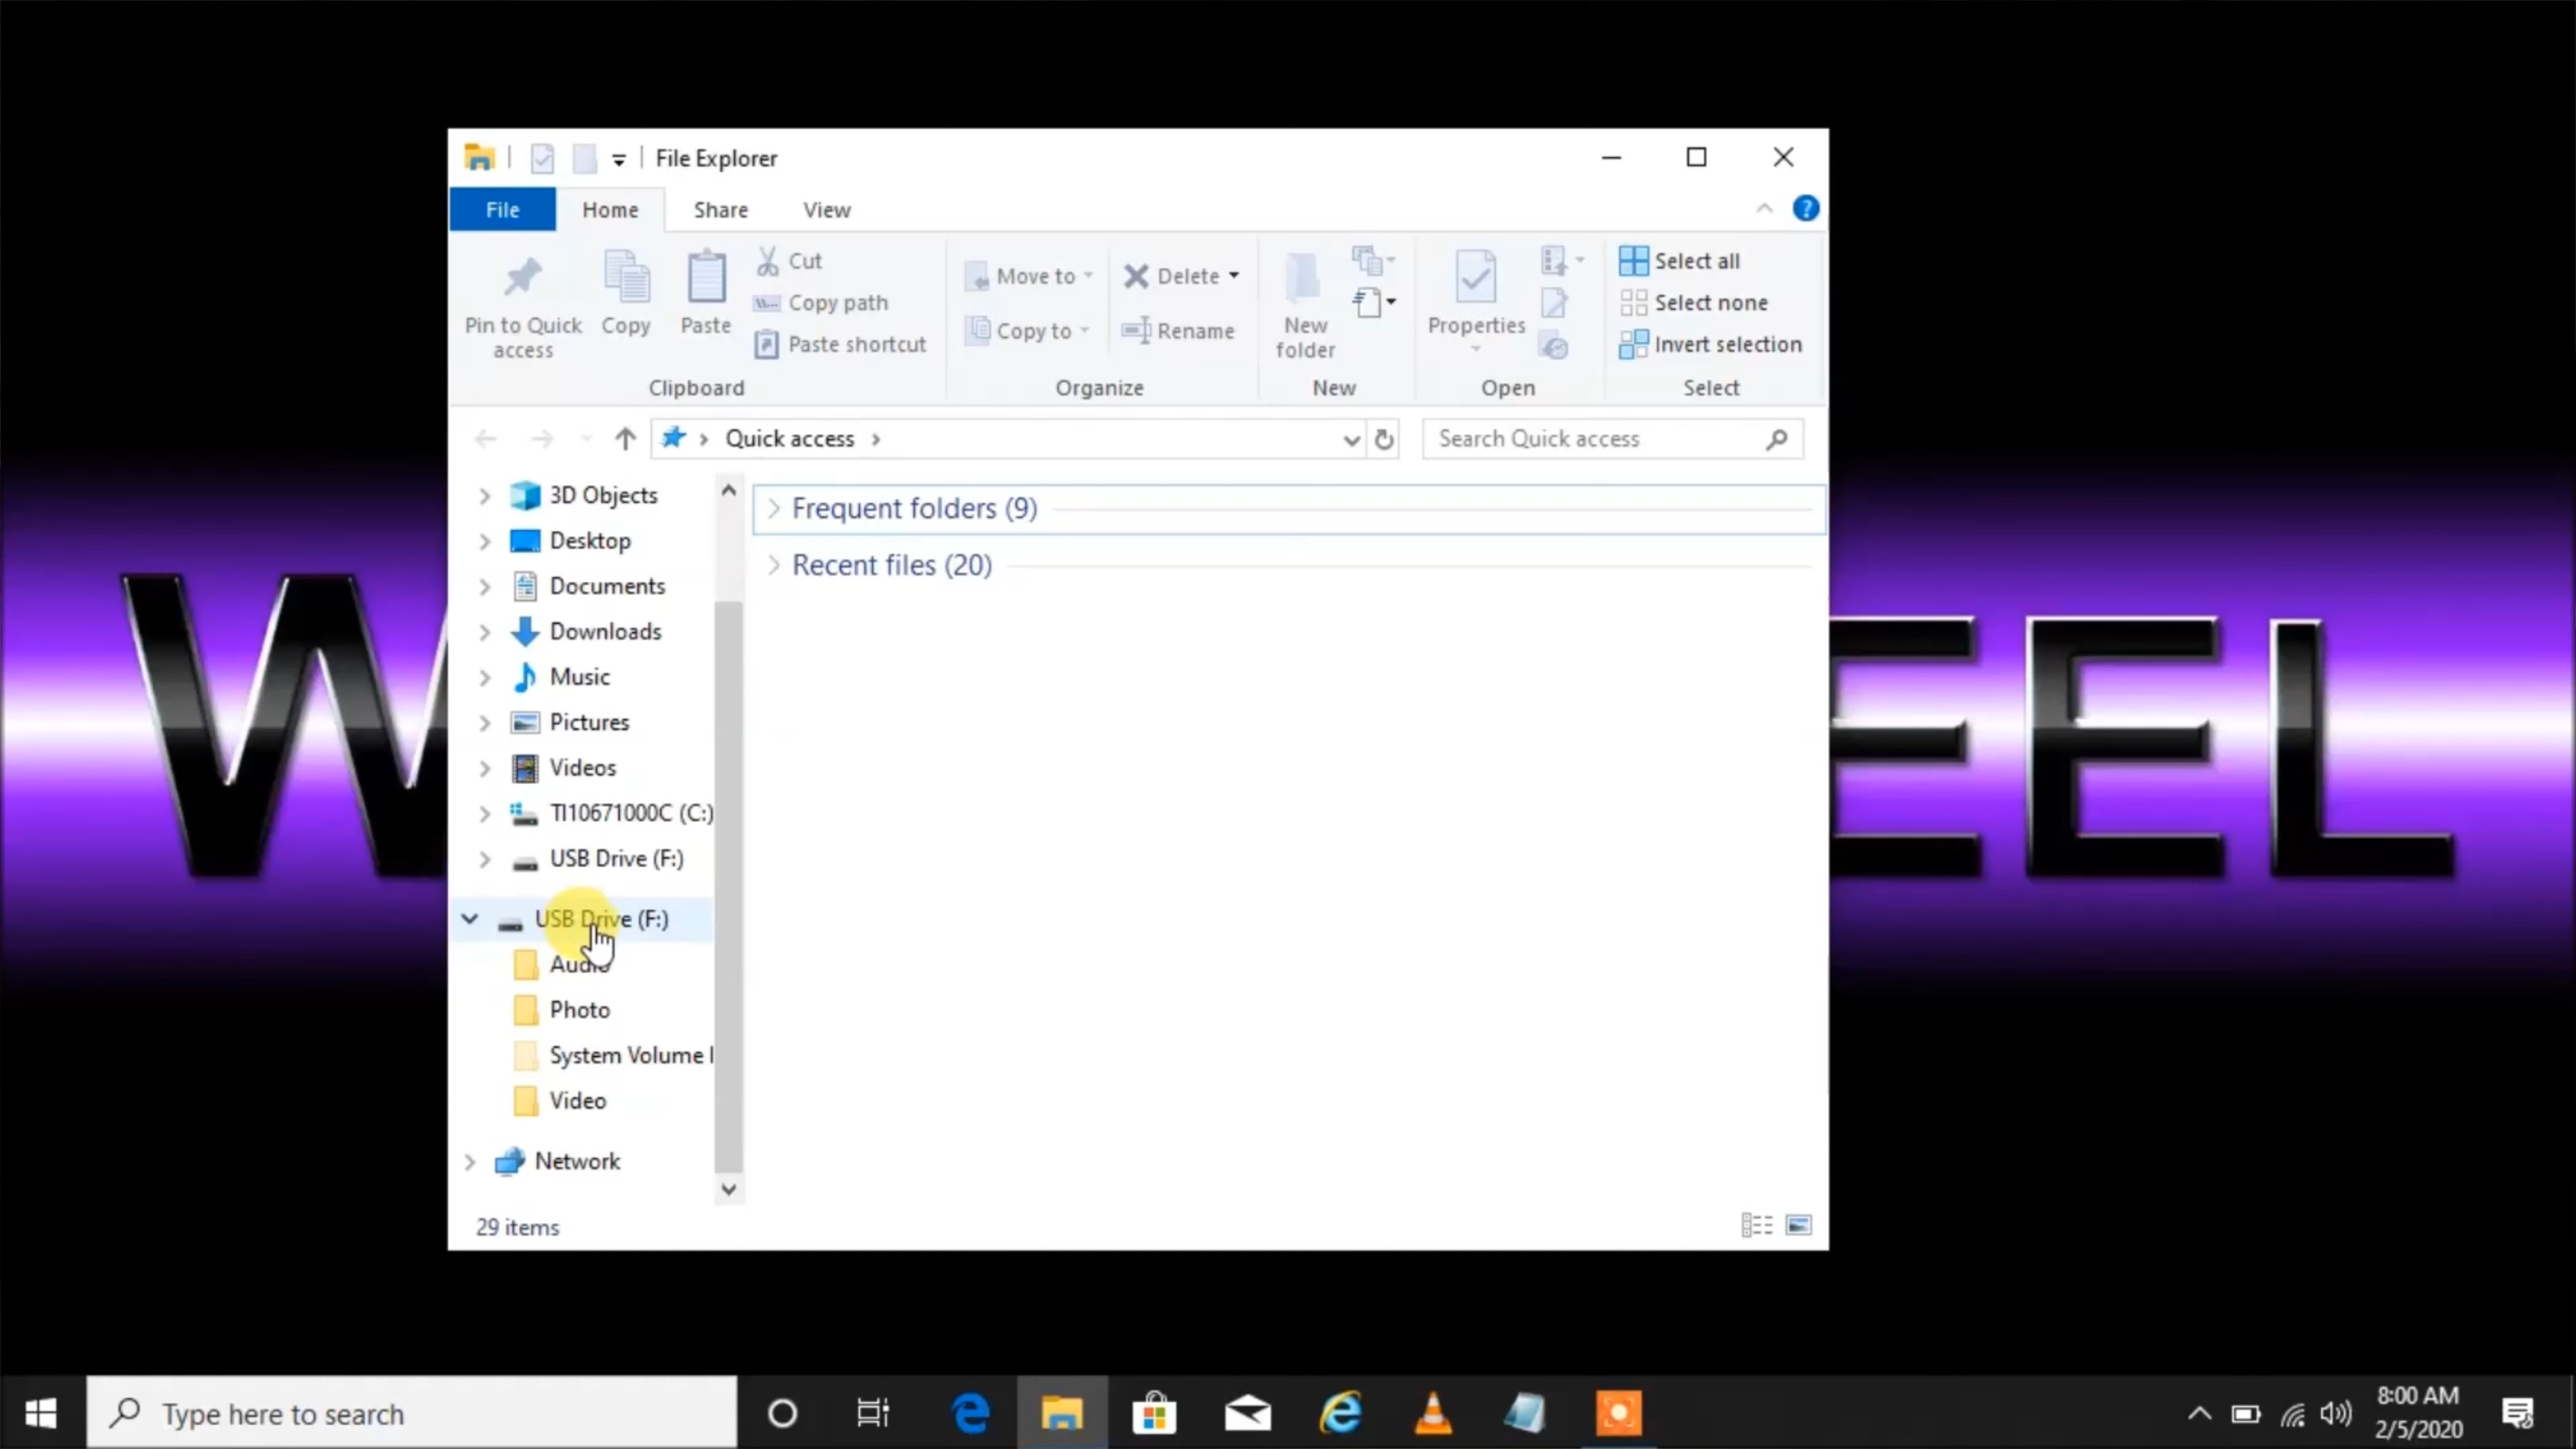 File Explorer
File Home Share View
Pin to Quick access
Copy
Paste
Cut
Copy path
Paste shortcut
Clipboard
Move to
Copy to
Delete
Rename
Organize
New folder
New
Properties
Open
Select all
Select none
Invert selection
Select
Quick access
Search Quick access
3D Objects
Desktop
Documents
Downloads
Music
Pictures
Videos
TI10671000C (C:)
USB Drive (F:)
USB Drive (F:)
Audio
Photo
System Volume I
Video
Network
Frequent folders (9)
Recent files (20)
29 items
W
EEL
Type here to search
8:00 AM
2/5/2020